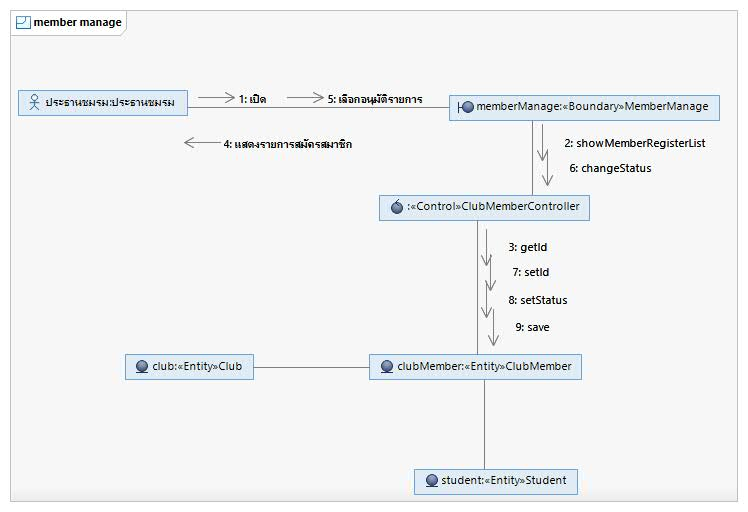 member manage
ประธานชมรม:ประธานชมรม
1: เปิด
5: เลือกอนุมัติรายการ
memberManage:«Boundary»MemberManage
4: แสดงรายการสมัครสมาชิก
2: showMemberRegisterList
6: changeStatus
:«Control»ClubMemberController
3: getId
7: setId
8: setStatus
9: save
club:«Entity»Club
clubMember:«Entity»ClubMember
student:«Entity»Student